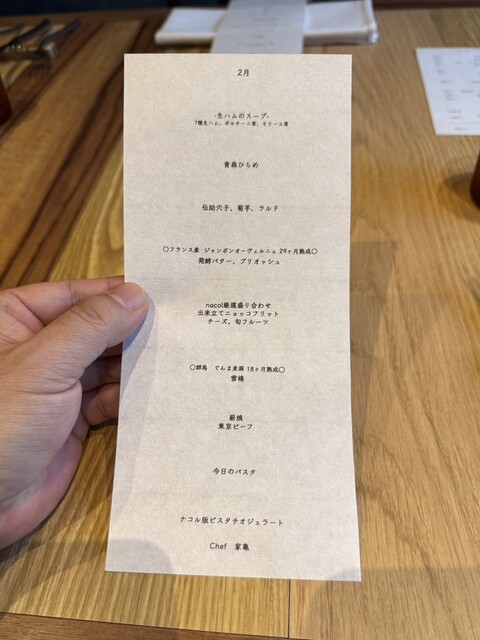 2月
-生ハムのスープ-
7種生ハム、ポルチーニ茸、モリーユ茸
青森ひらめ
伝助穴子、菊芋、ラルド
〇フランス産 ジャンボンオーヴェルニュ 29ヶ月熟成〇
発酵バター、ブリオッシュ
nacol厳選盛り合わせ
出来立てニョッコフリット
チーズ、旬フルーツ
〇群馬 ぐんま麦豚 18ヶ月熟成〇
雪椿
薪焼
東京ビーフ
今日のパスタ
ナコル版ピスタチオジェラート
Chef 家亀